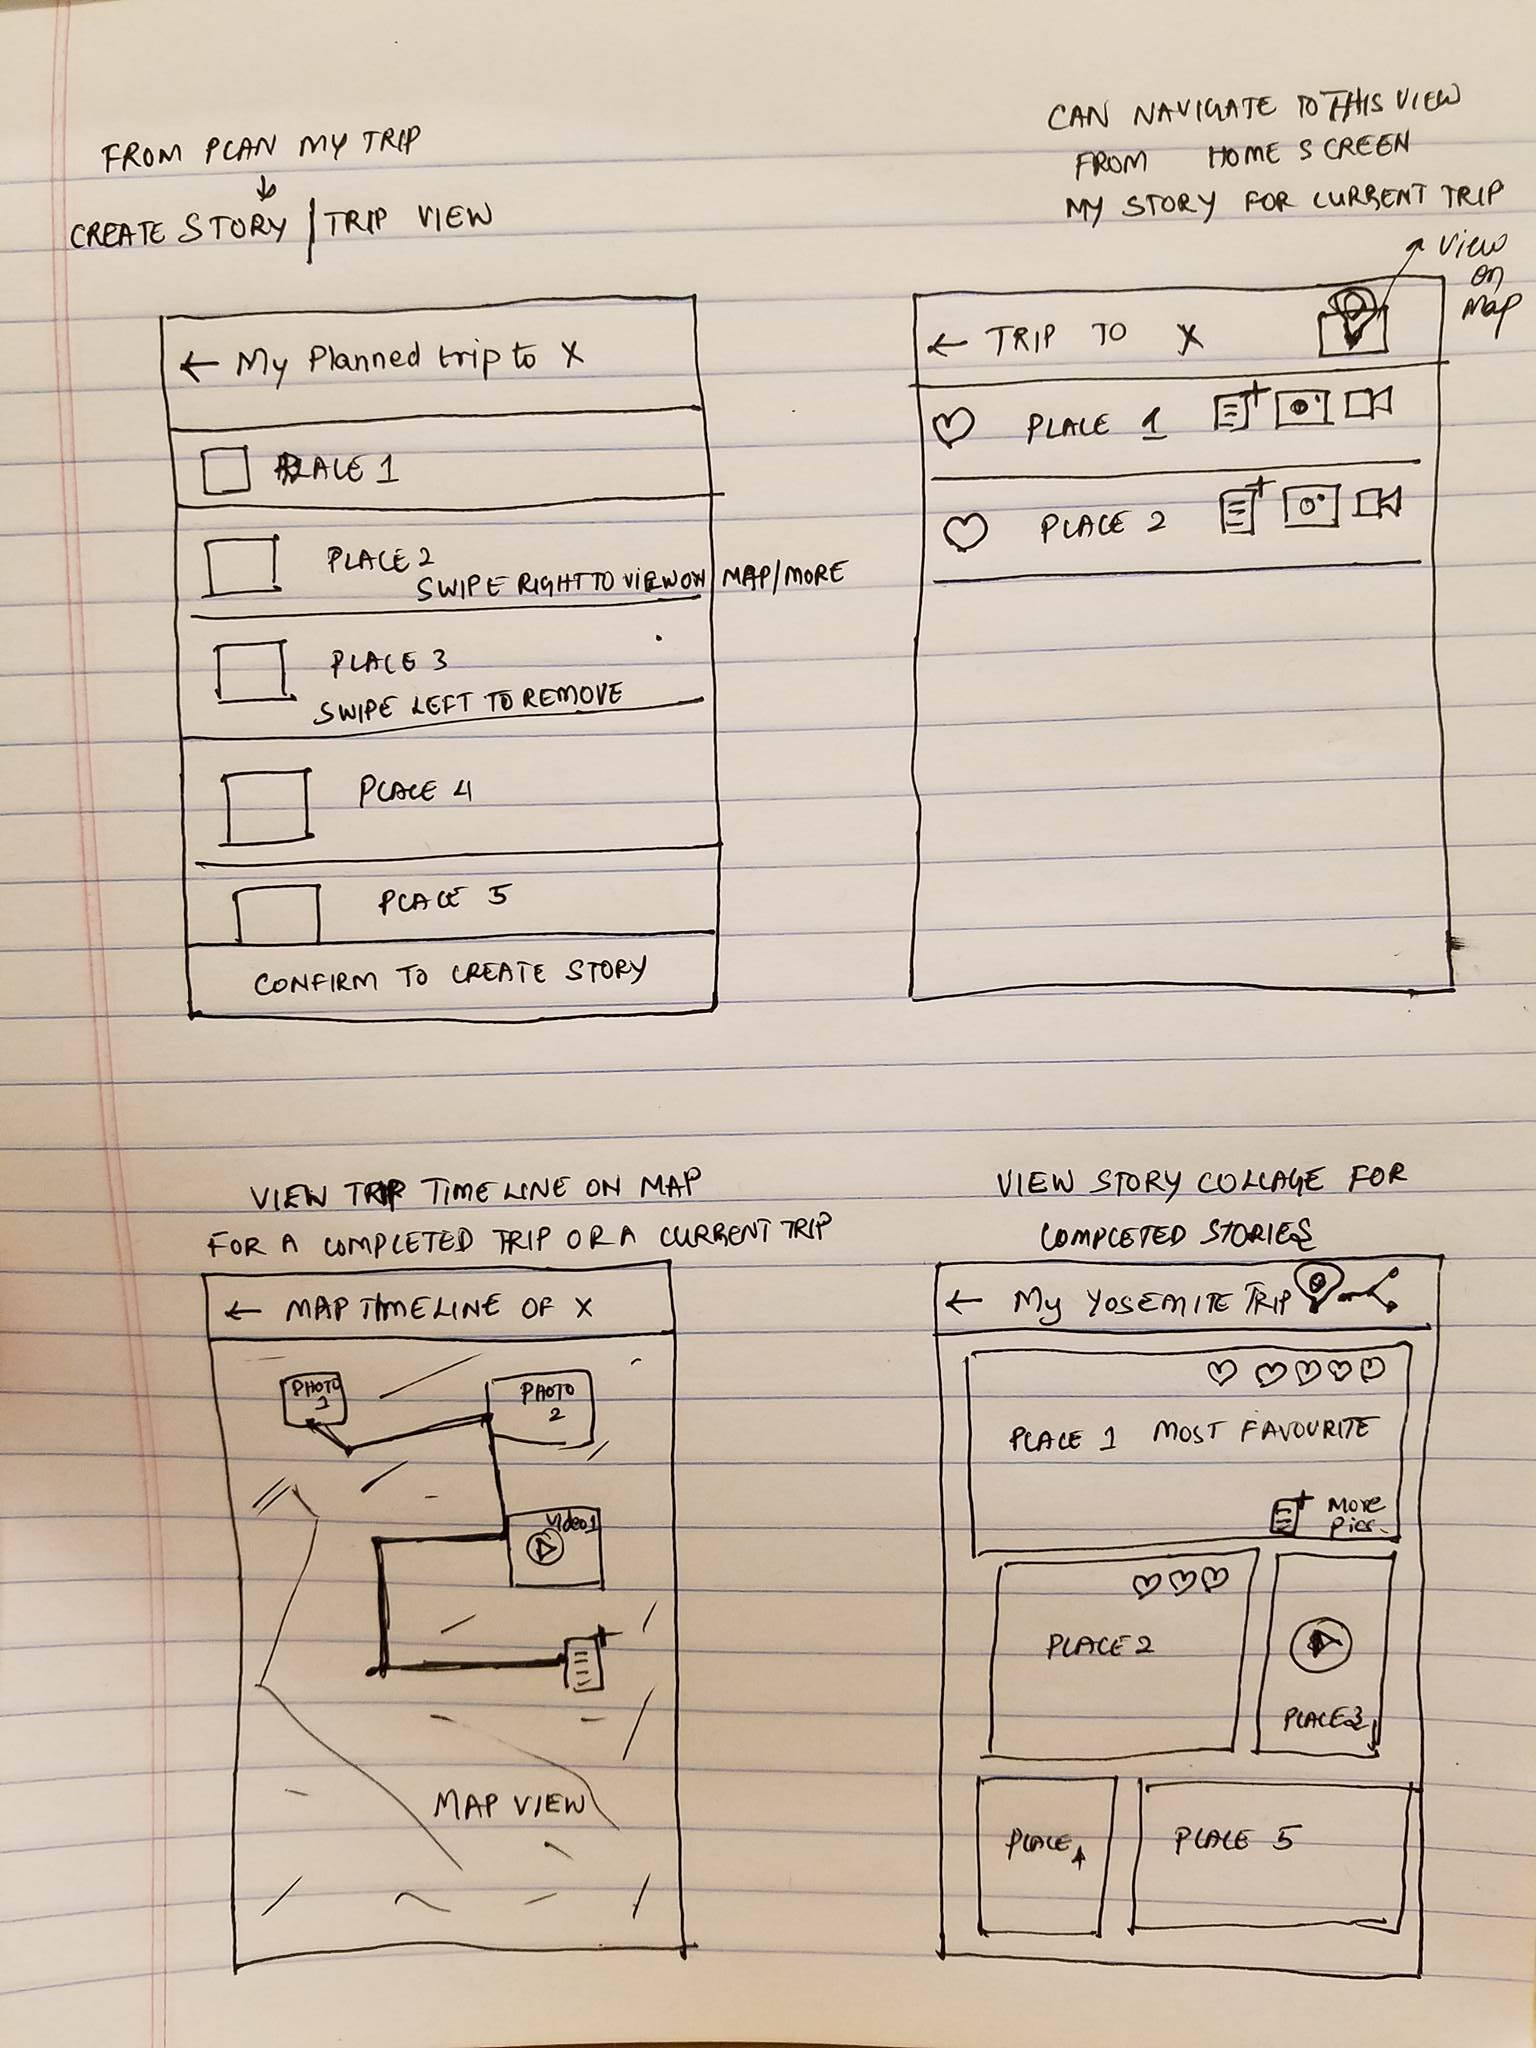 FROM PLAN MY TRIP
CREATE STORY | TRIP VIEW
← My Planned trip to X
PLACE 1
PLACE 2
SWIPE RIGHT TO VIEW ON MAP/MORE
PLACE 3
SWIPE LEFT TO REMOVE
PLACE 4
PLACE 5
CONFIRM TO CREATE STORY
CAN NAVIGATE TO THIS VIEW
FROM HOME SCREEN
MY STORY FOR CURRENT TRIP
View
on
Map
← TRIP TO X
PLACE 1
PLACE 2
VIEW TRIP TIMELINE ON MAP
FOR A COMPLETED TRIP OR A CURRENT TRIP
← MAP TIMELINE OF X
PHOTO
1
PHOTO
2
Video 1
MAP VIEW
VIEW STORY COLLAGE FOR
COMPLETED STORIES
← My YOSEMITE TRIP
PLACE 1 MOST FAVOURITE
More
pics.
PLACE 2
PLACE 3
PLACE 4
PLACE 5